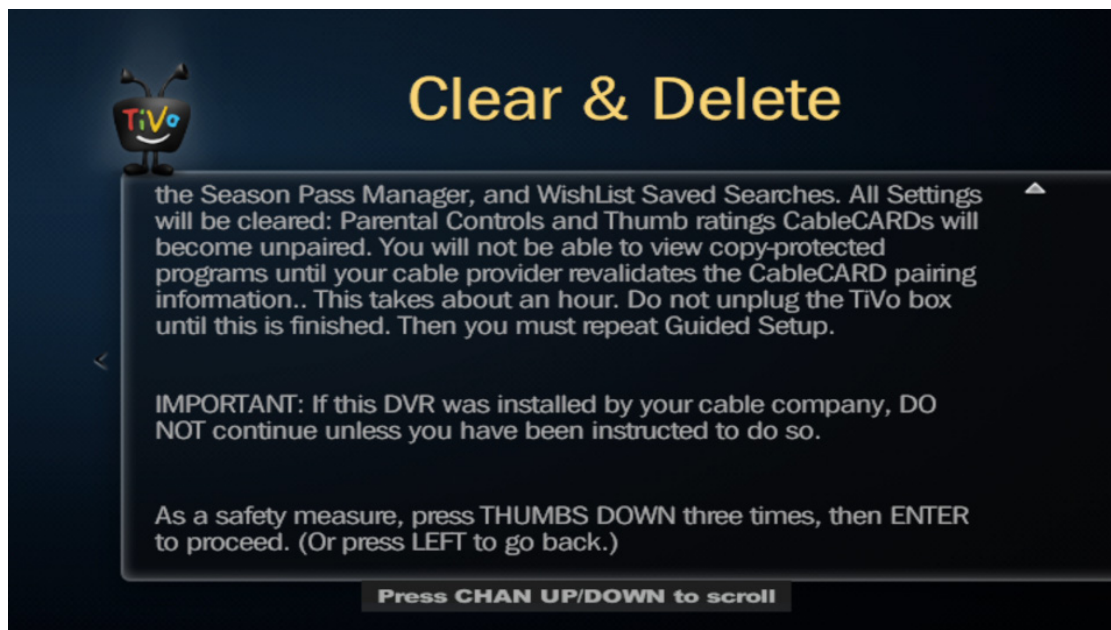 TiVo
Clear & Delete
the Season Pass Manager, and WishList Saved Searches. All Settings
will be cleared: Parental Controls and Thumb ratings CableCARDs will
become unpaired. You will not be able to view copy-protected
programs until your cable provider revalidates the CableCARD pairing
information.. This takes about an hour. Do not unplug the TiVo box
until this is finished. Then you must repeat Guided Setup.
IMPORTANT: If this DVR was installed by your cable company, DO
NOT continue unless you have been instructed to do so.
As a safety measure, press THUMBS DOWN three times, then ENTER
to proceed. (Or press LEFT to go back.)
Press CHAN UP/DOWN to scroll